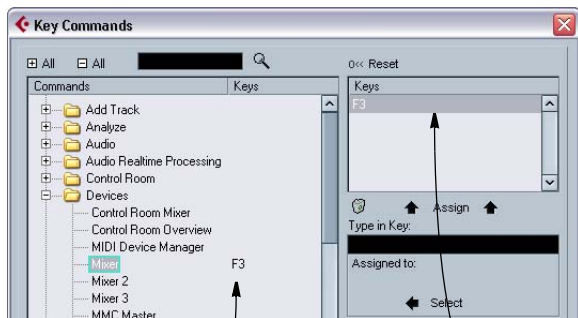 Key Commands
All All
Commands Keys
Add Track
Analyze
Audio
Audio Realtime Processing
Control Room
Devices
Control Room Mixer
Control Room Overview
MIDI Device Manager
Mixer F3
Mixer 2
Mixer 3
MMC Master
0<< Reset
Keys
F3
Assign
Type in Key:
Assigned to:
Select